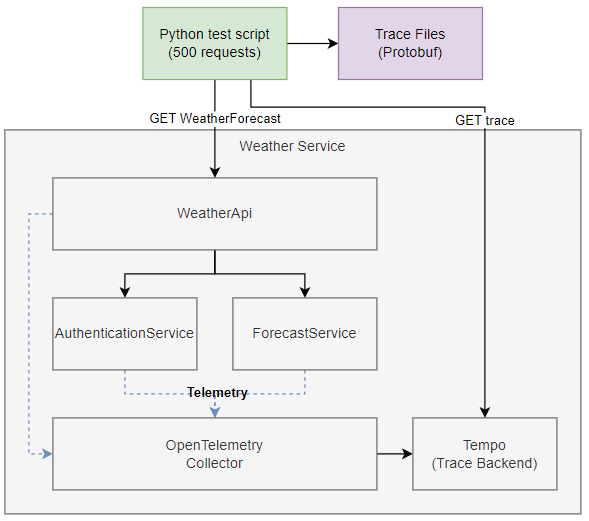 Python test script
(500 requests)
Trace Files
(Protobuf)
GET WeatherForecast
GET trace
Weather Service
WeatherApi
AuthenticationService
ForecastService
Telemetry
OpenTelemetry
Collector
Tempo
(Trace Backend)